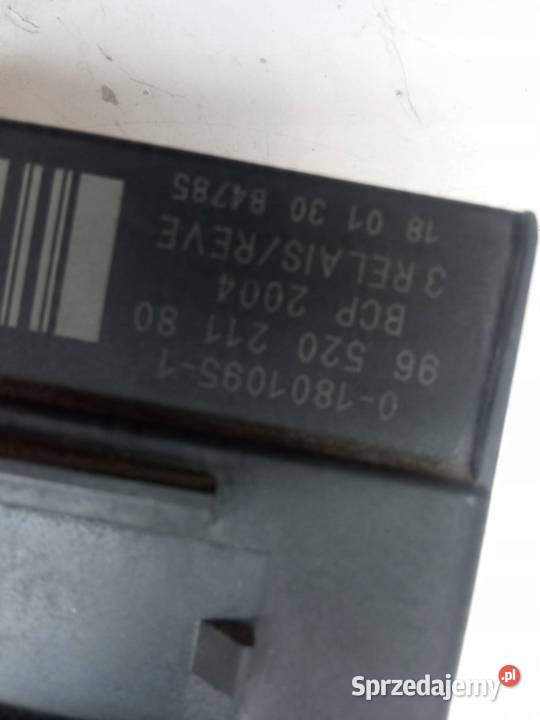 0-1801095-1
96 520 211 80
BCP 2004
3 RELAIS/REVE
18 01 30 84785
Sprzedajemy.pl